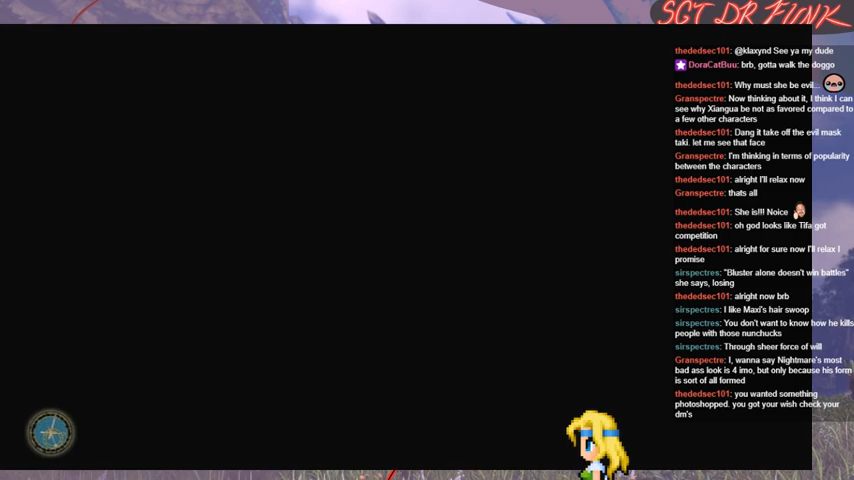 SGT DR FUNK
thededsec101: @klaxynd See ya my dude
DoraCatBuu: brb, gotta walk the doggo
thededsec101: Why must she be evil...
Granspectre: Now thinking about it, I think I can
see why Xiangua be not as favored compared to
a few other characters
thededsec101: Dang it take off the evil mask
taki. let me see that face
Granspectre: I'm thinking in terms of popularity
between the characters
thededsec101: alright I'll relax now
Granspectre: thats all
thededsec101: She is!!! Noice
thededsec101: oh god looks like Tifa got
competition
thededsec101: alright for sure now I'll relax I
promise
sirspectres: "Bluster alone doesn't win battles"
she says, losing
thededsec101: alright now brb
sirspectres: I like Maxi's hair swoop
sirspectres: You don't want to know how he kills
people with those nunchucks
sirspectres: Through sheer force of will
Granspectre: I, wanna say Nightmare's most
bad ass look is 4 imo, but only because his form
is sort of all formed
thededsec101: you wanted something
photoshopped. you got your wish check your
dm's